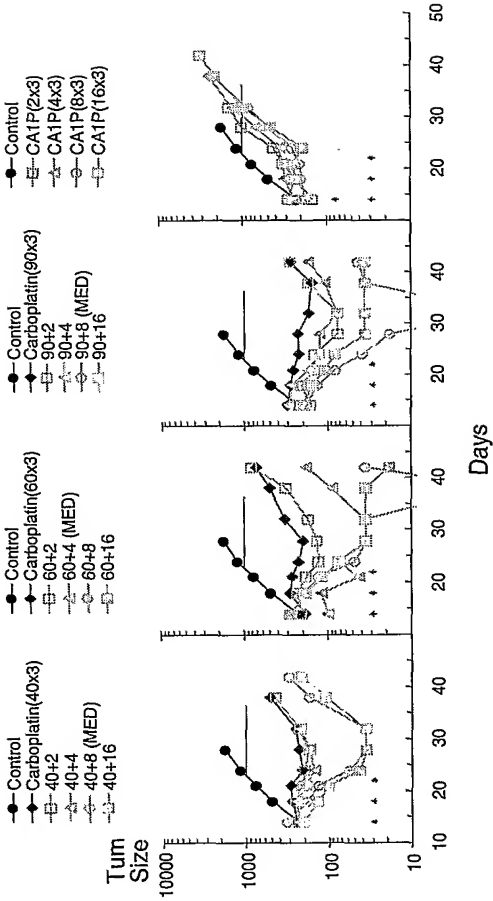 Control
Carboplatin(40x3)
40+2
40+4
40+8 (MED)
40+16
Control
Carboplatin(60x3)
60+2
60+4 (MED)
60+8
60+16
Control
Carboplatin(90x3)
90+2
90+4
90+8 (MED)
90+16
Control
CA1P(2x3)
CA1P(4x3)
CA1P(8x3)
CA1P(16x3)
Tum
Size
10000
1000
100
10
10 20 30 40
20 30 40
20 30 40
20 30 40 50
Days